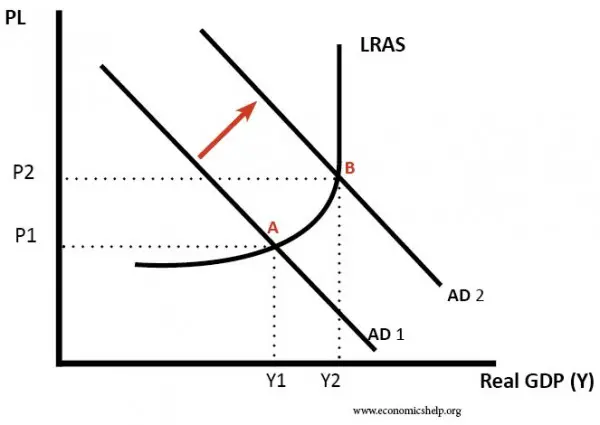 PL
LRAS
P2
B
P1
A
AD 2
AD 1
Y1
Y2
Real GDP (Y)
www.economicshelp.org